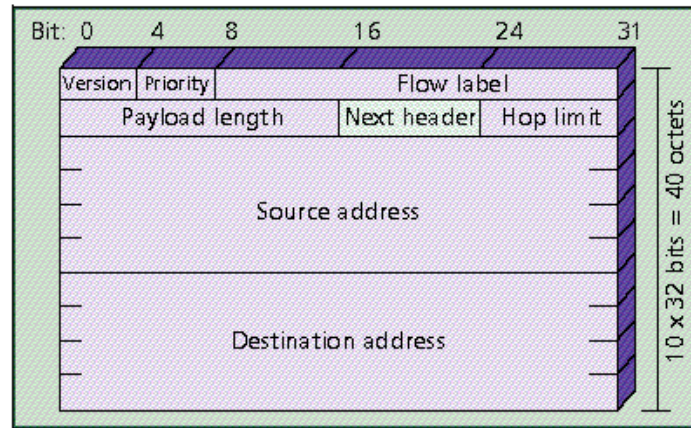 Bit: 0 4 8 16 24 31
Version Priority Flow label
Payload length Next header Hop limit
Source address
Destination address
10 x 32 bits = 40 octets